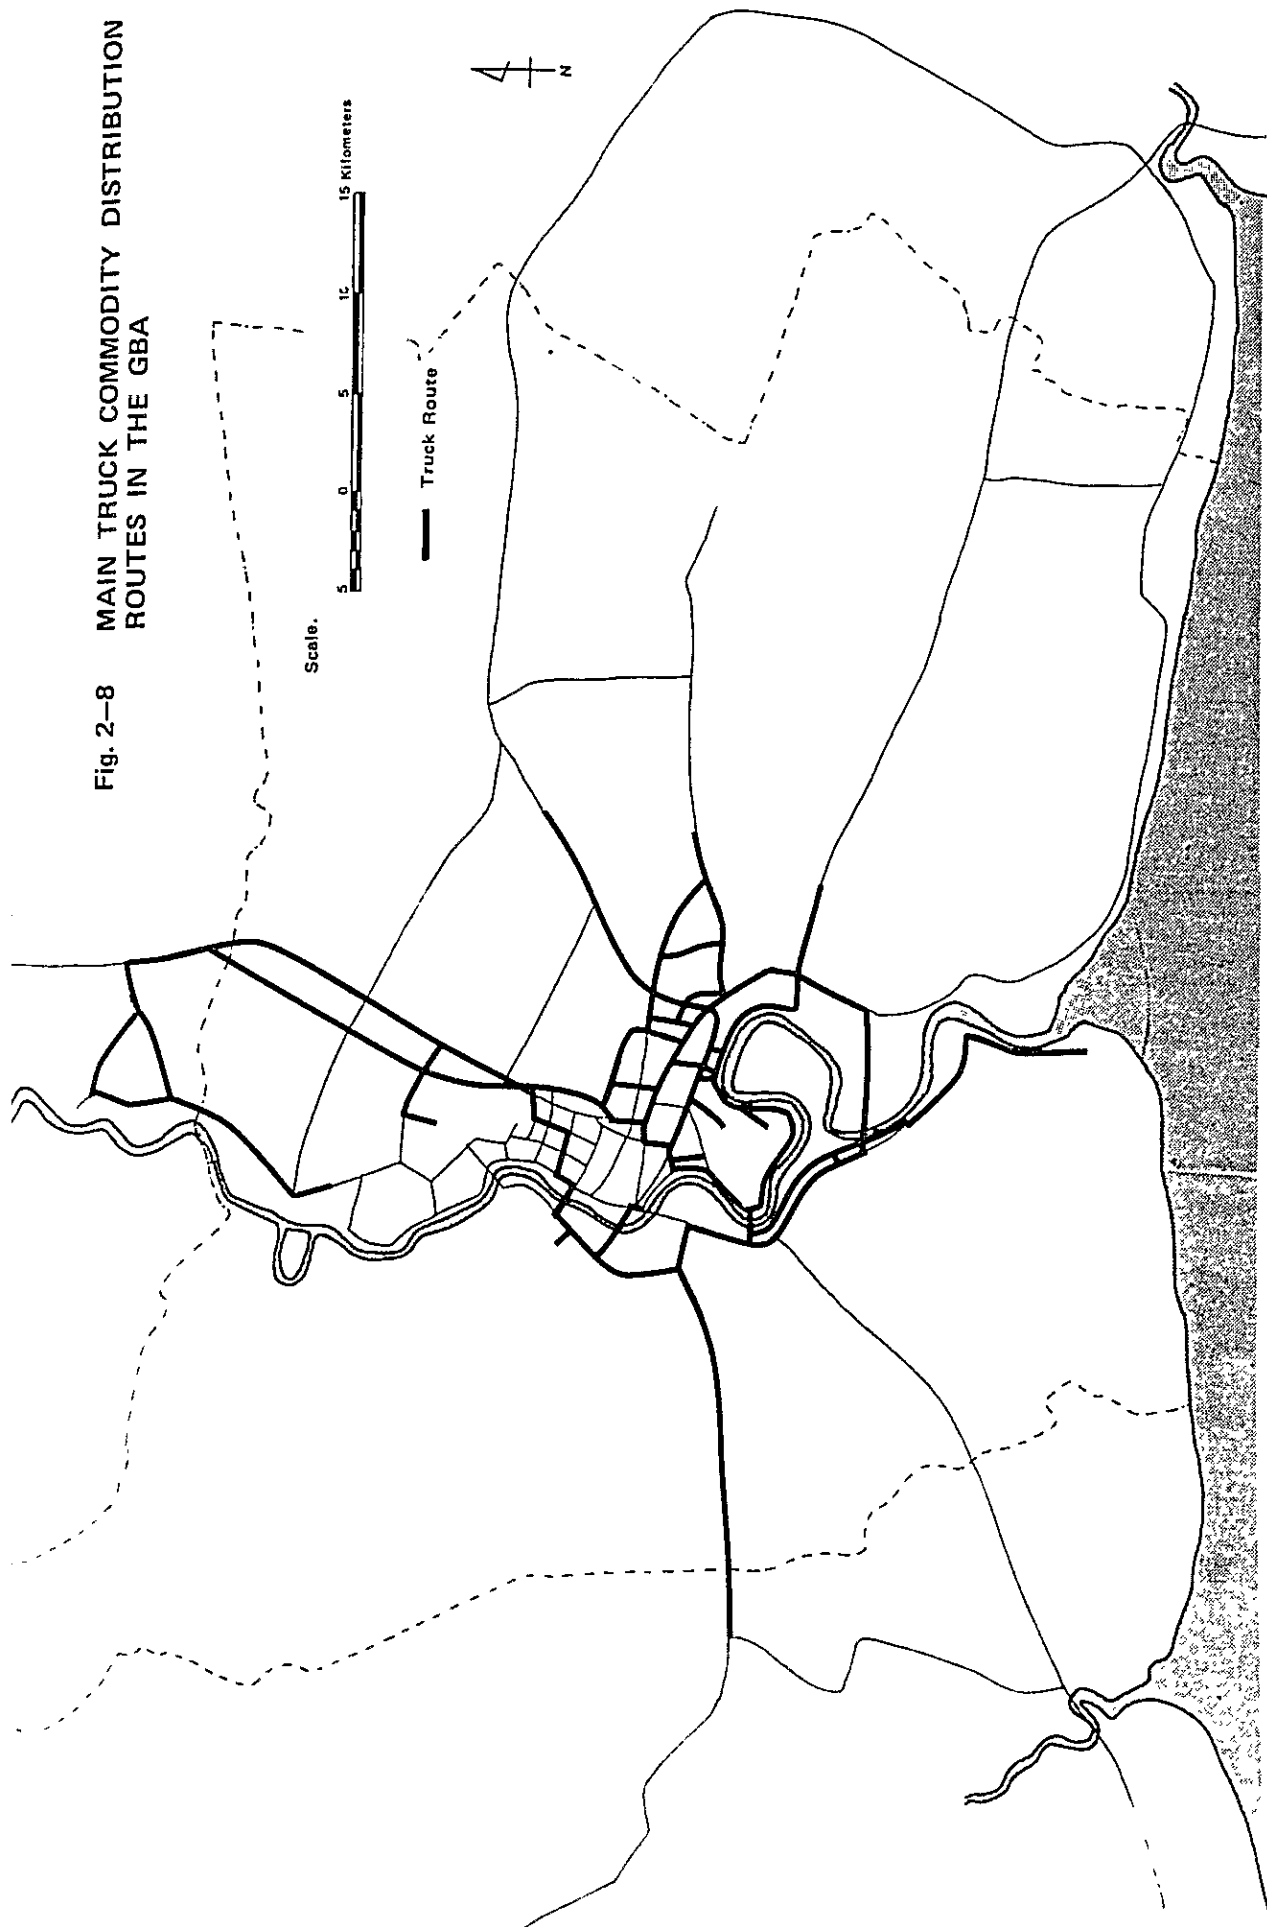 Fig. 2–8 MAIN TRUCK COMMODITY DISTRIBUTION
ROUTES IN THE GBA
Scale.
5 0 5 10 15 Kilometers
Truck Route
N